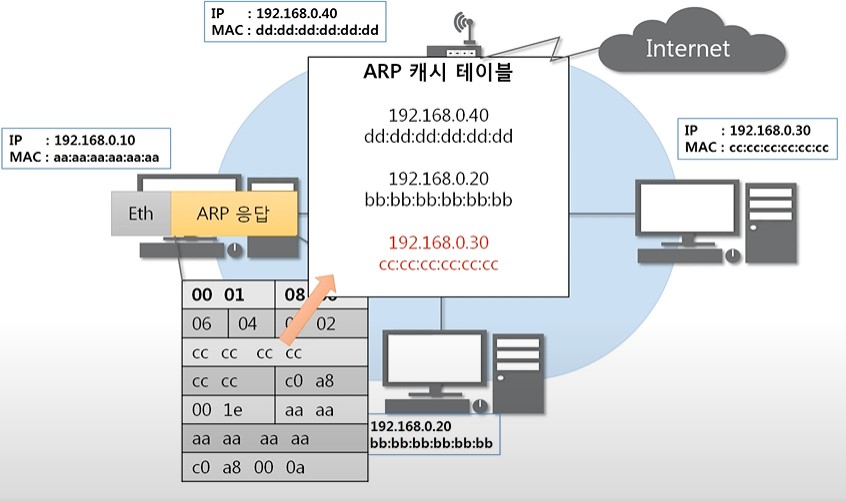 IP : 192.168.0.40
MAC : dd:dd:dd:dd:dd:dd
Internet
ARP 캐시 테이블
192.168.0.40
dd:dd:dd:dd:dd:dd
192.168.0.20
bb:bb:bb:bb:bb:bb
192.168.0.30
cc:cc:cc:cc:cc:cc
IP : 192.168.0.10
MAC : aa:aa:aa:aa:aa:aa
IP : 192.168.0.30
MAC : cc:cc:cc:cc:cc:cc
Eth ARP 응답
00 01 08
06 04 02
cc cc cc cc
cc cc c0 a8
00 1e aa aa
aa aa aa aa
c0 a8 00 0a
192.168.0.20
bb:bb:bb:bb:bb:bb